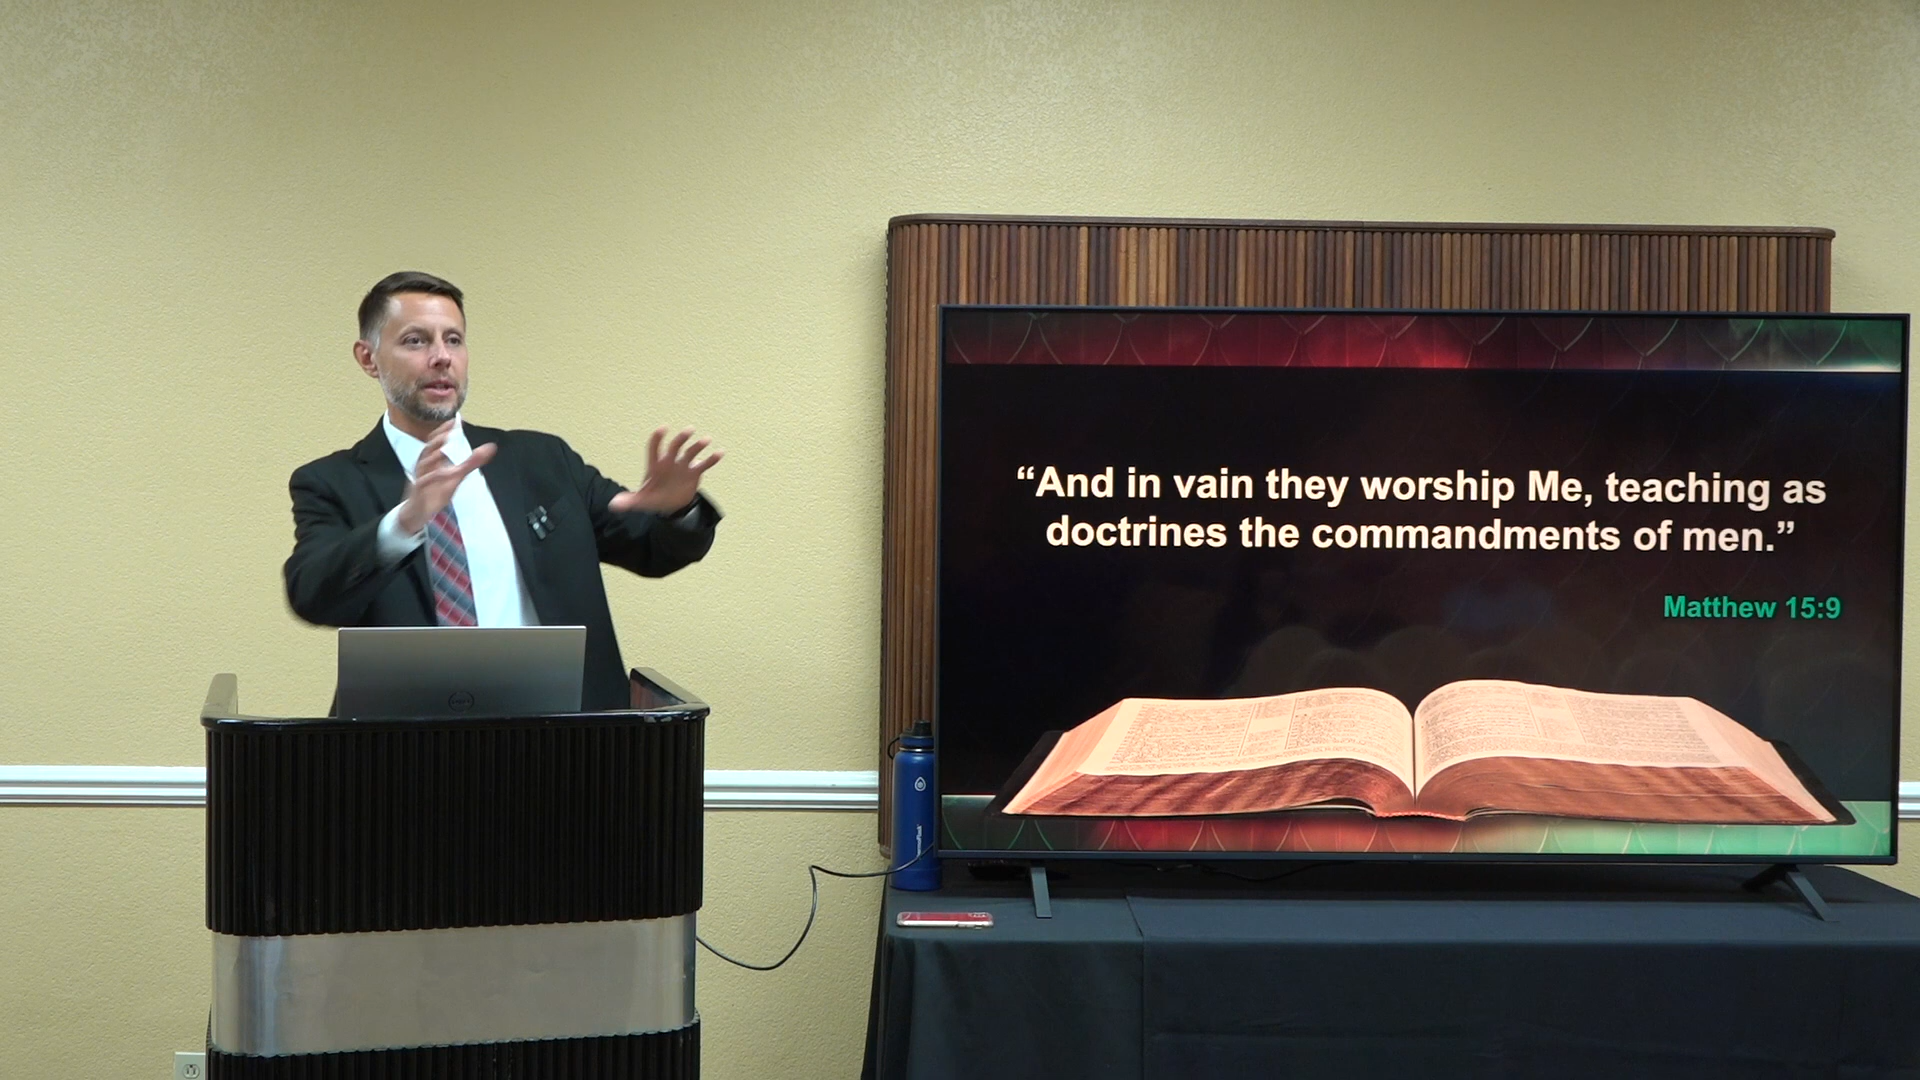 “And in vain they worship Me, teaching as
doctrines the commandments of men.”
Matthew 15:9